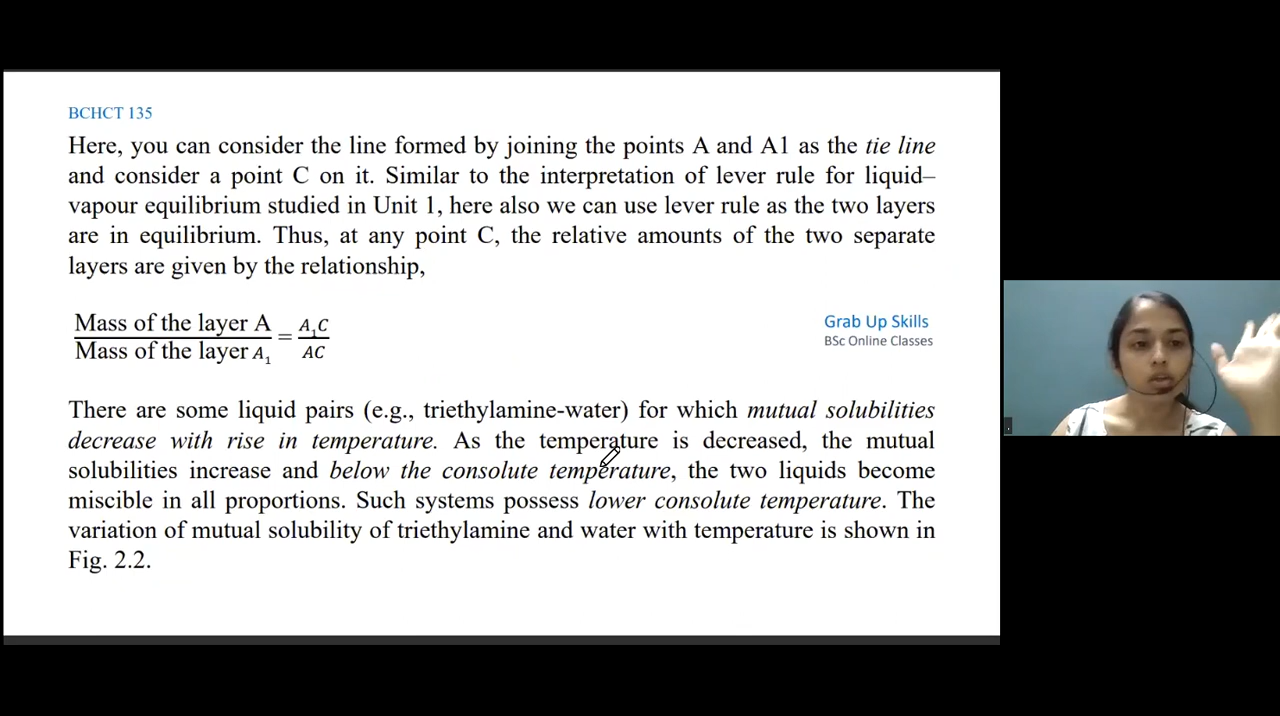 BCHCT 135
Here, you can consider the line formed by joining the points A and A1 as the tie line
and consider a point C on it. Similar to the interpretation of lever rule for liquid–
vapour equilibrium studied in Unit 1, here also we can use lever rule as the two layers
are in equilibrium. Thus, at any point C, the relative amounts of the two separate
layers are given by the relationship,
Mass of the layer A / Mass of the layer A₁ = A₁C / AC
Grab Up Skills
BSc Online Classes
There are some liquid pairs (e.g., triethylamine-water) for which mutual solubilities
decrease with rise in temperature. As the temperature is decreased, the mutual
solubilities increase and below the consolute temperature, the two liquids become
miscible in all proportions. Such systems possess lower consolute temperature. The
variation of mutual solubility of triethylamine and water with temperature is shown in
Fig. 2.2.